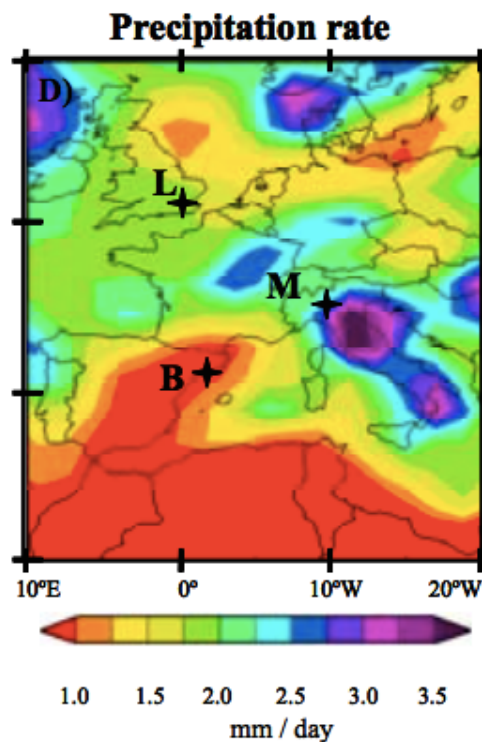 Precipitation rate
D)
L
M
B
10ºE 0º 10ºW 20ºW
1.0 1.5 2.0 2.5 3.0 3.5
mm / day